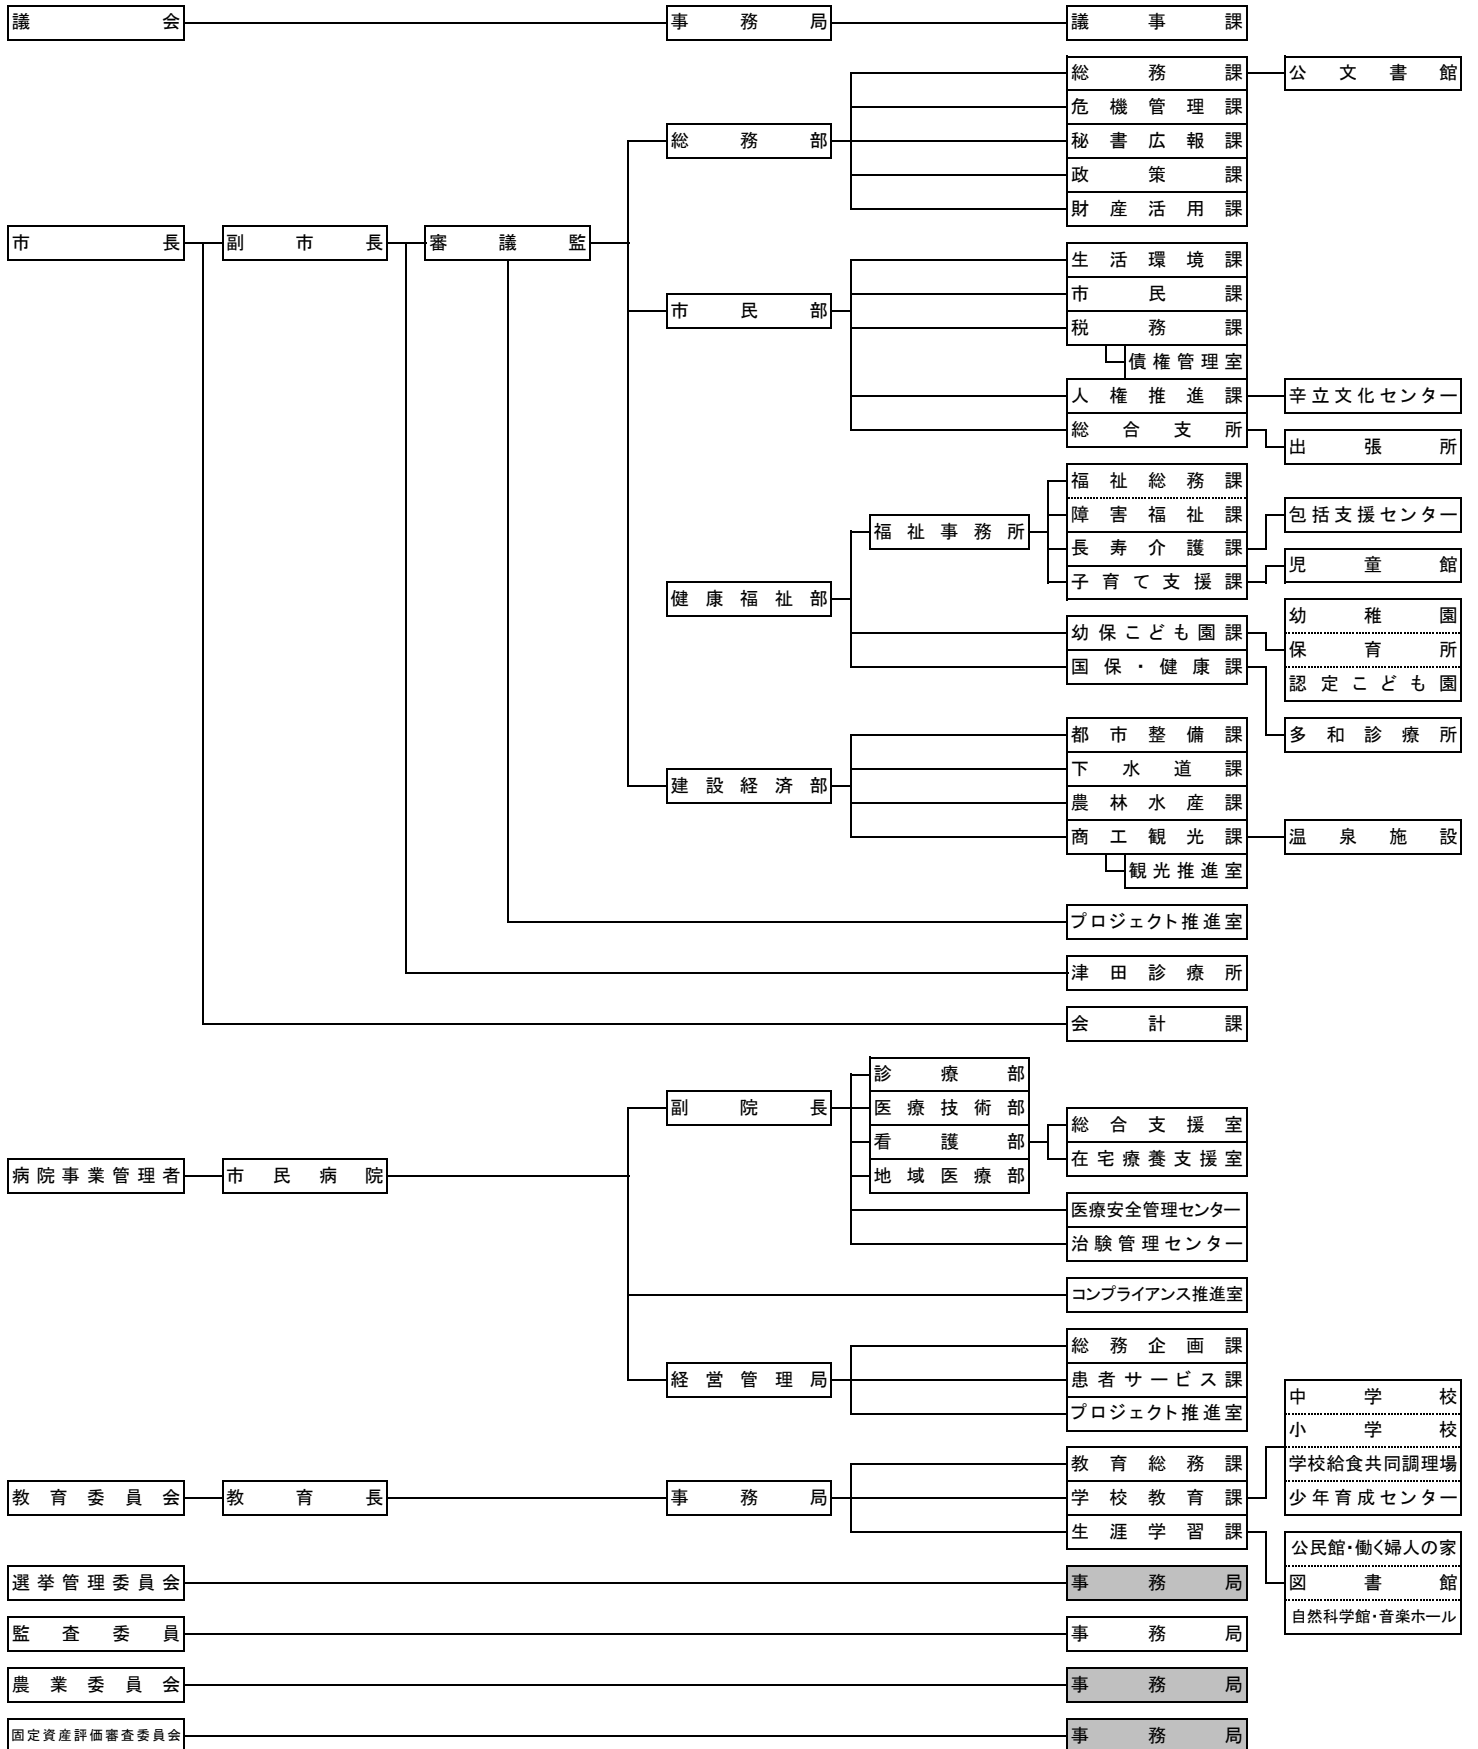 議会 事務局 議事課
総務課 公文書館
危機管理課
総務部 秘書広報課
政策課
財産活用課
市長 副市長 審議監
生活環境課
市民課
市民部
税務課
債権管理室
人権推進課 辛立文化センター
総合支所
出張所
福祉総務課
障害福祉課 包括支援センター
福祉事務所
長寿介護課
児童館
子育て支援課
健康福祉部
幼稚園
幼保こども園課
保育所
国保・健康課
認定こども園
都市整備課 多和診療所
下水道課
建設経済部
農林水産課
商工観光課 温泉施設
観光推進室
プロジェクト推進室
津田診療所
会計課
診療部
副院長 医療技術部
総合支援室
看護部
在宅療養支援室
病院事業管理者 市民病院 地域医療部
医療安全管理センター
治験管理センター
コンプライアンス推進室
総務企画課
経営管理局 患者サービス課
中学校
プロジェクト推進室
小学校
教育総務課 学校給食共同調理場
教育委員会 教育長 事務局 学校教育課 少年育成センター
生涯学習課
公民館・働く婦人の家
選挙管理委員会 事務局 図書館
自然科学館・音楽ホール
監査委員 事務局
農業委員会 事務局
固定資産評価審査委員会 事務局